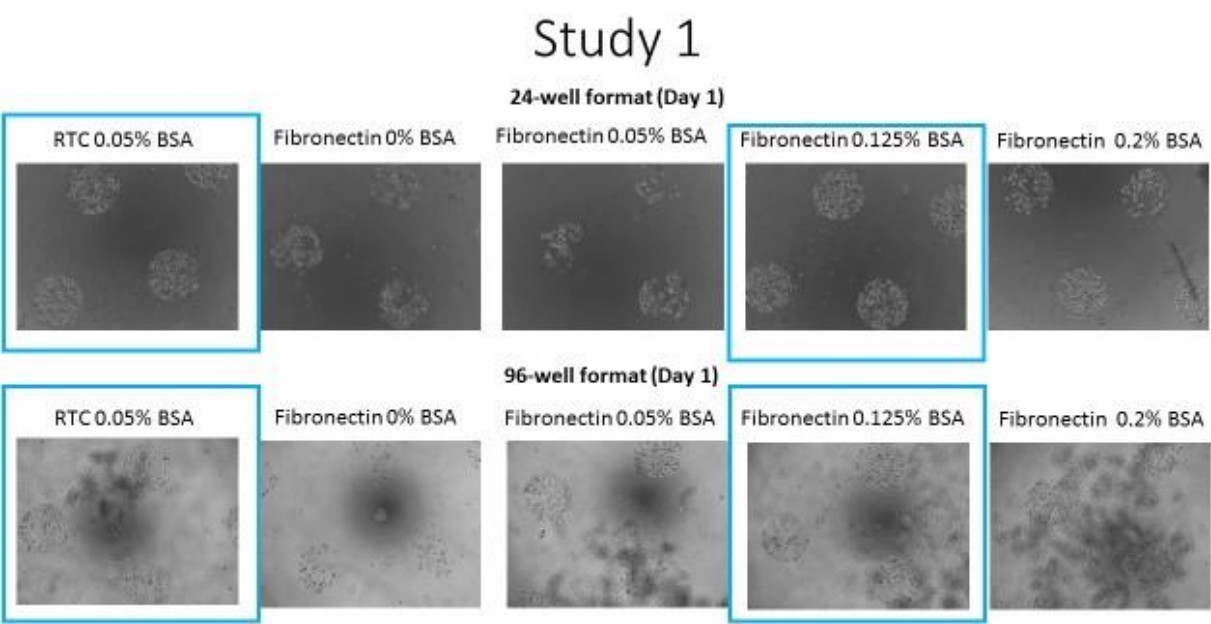 Study 1
24-well format (Day 1)
RTC 0.05% BSA
Fibronectin 0% BSA
Fibronectin 0.05% BSA
Fibronectin 0.125% BSA
Fibronectin 0.2% BSA
96-well format (Day 1)
RTC 0.05% BSA
Fibronectin 0% BSA
Fibronectin 0.05% BSA
Fibronectin 0.125% BSA
Fibronectin 0.2% BSA